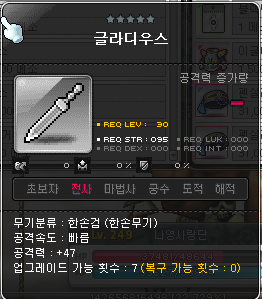 글라디우스
공격력 증가량
• REQ LEV : 30
• REQ STR : 095
• REQ LUK : 000
• REQ DEX : 000
• REQ INT : 000
0 0 0
초보자 전사 마법사 궁수 도적 해적
무기분류 : 한손검 (한손무기)
공격속도 : 빠름
공격력 : +47
업그레이드 가능 횟수 : 7 (복구 가능 횟수 : 0)